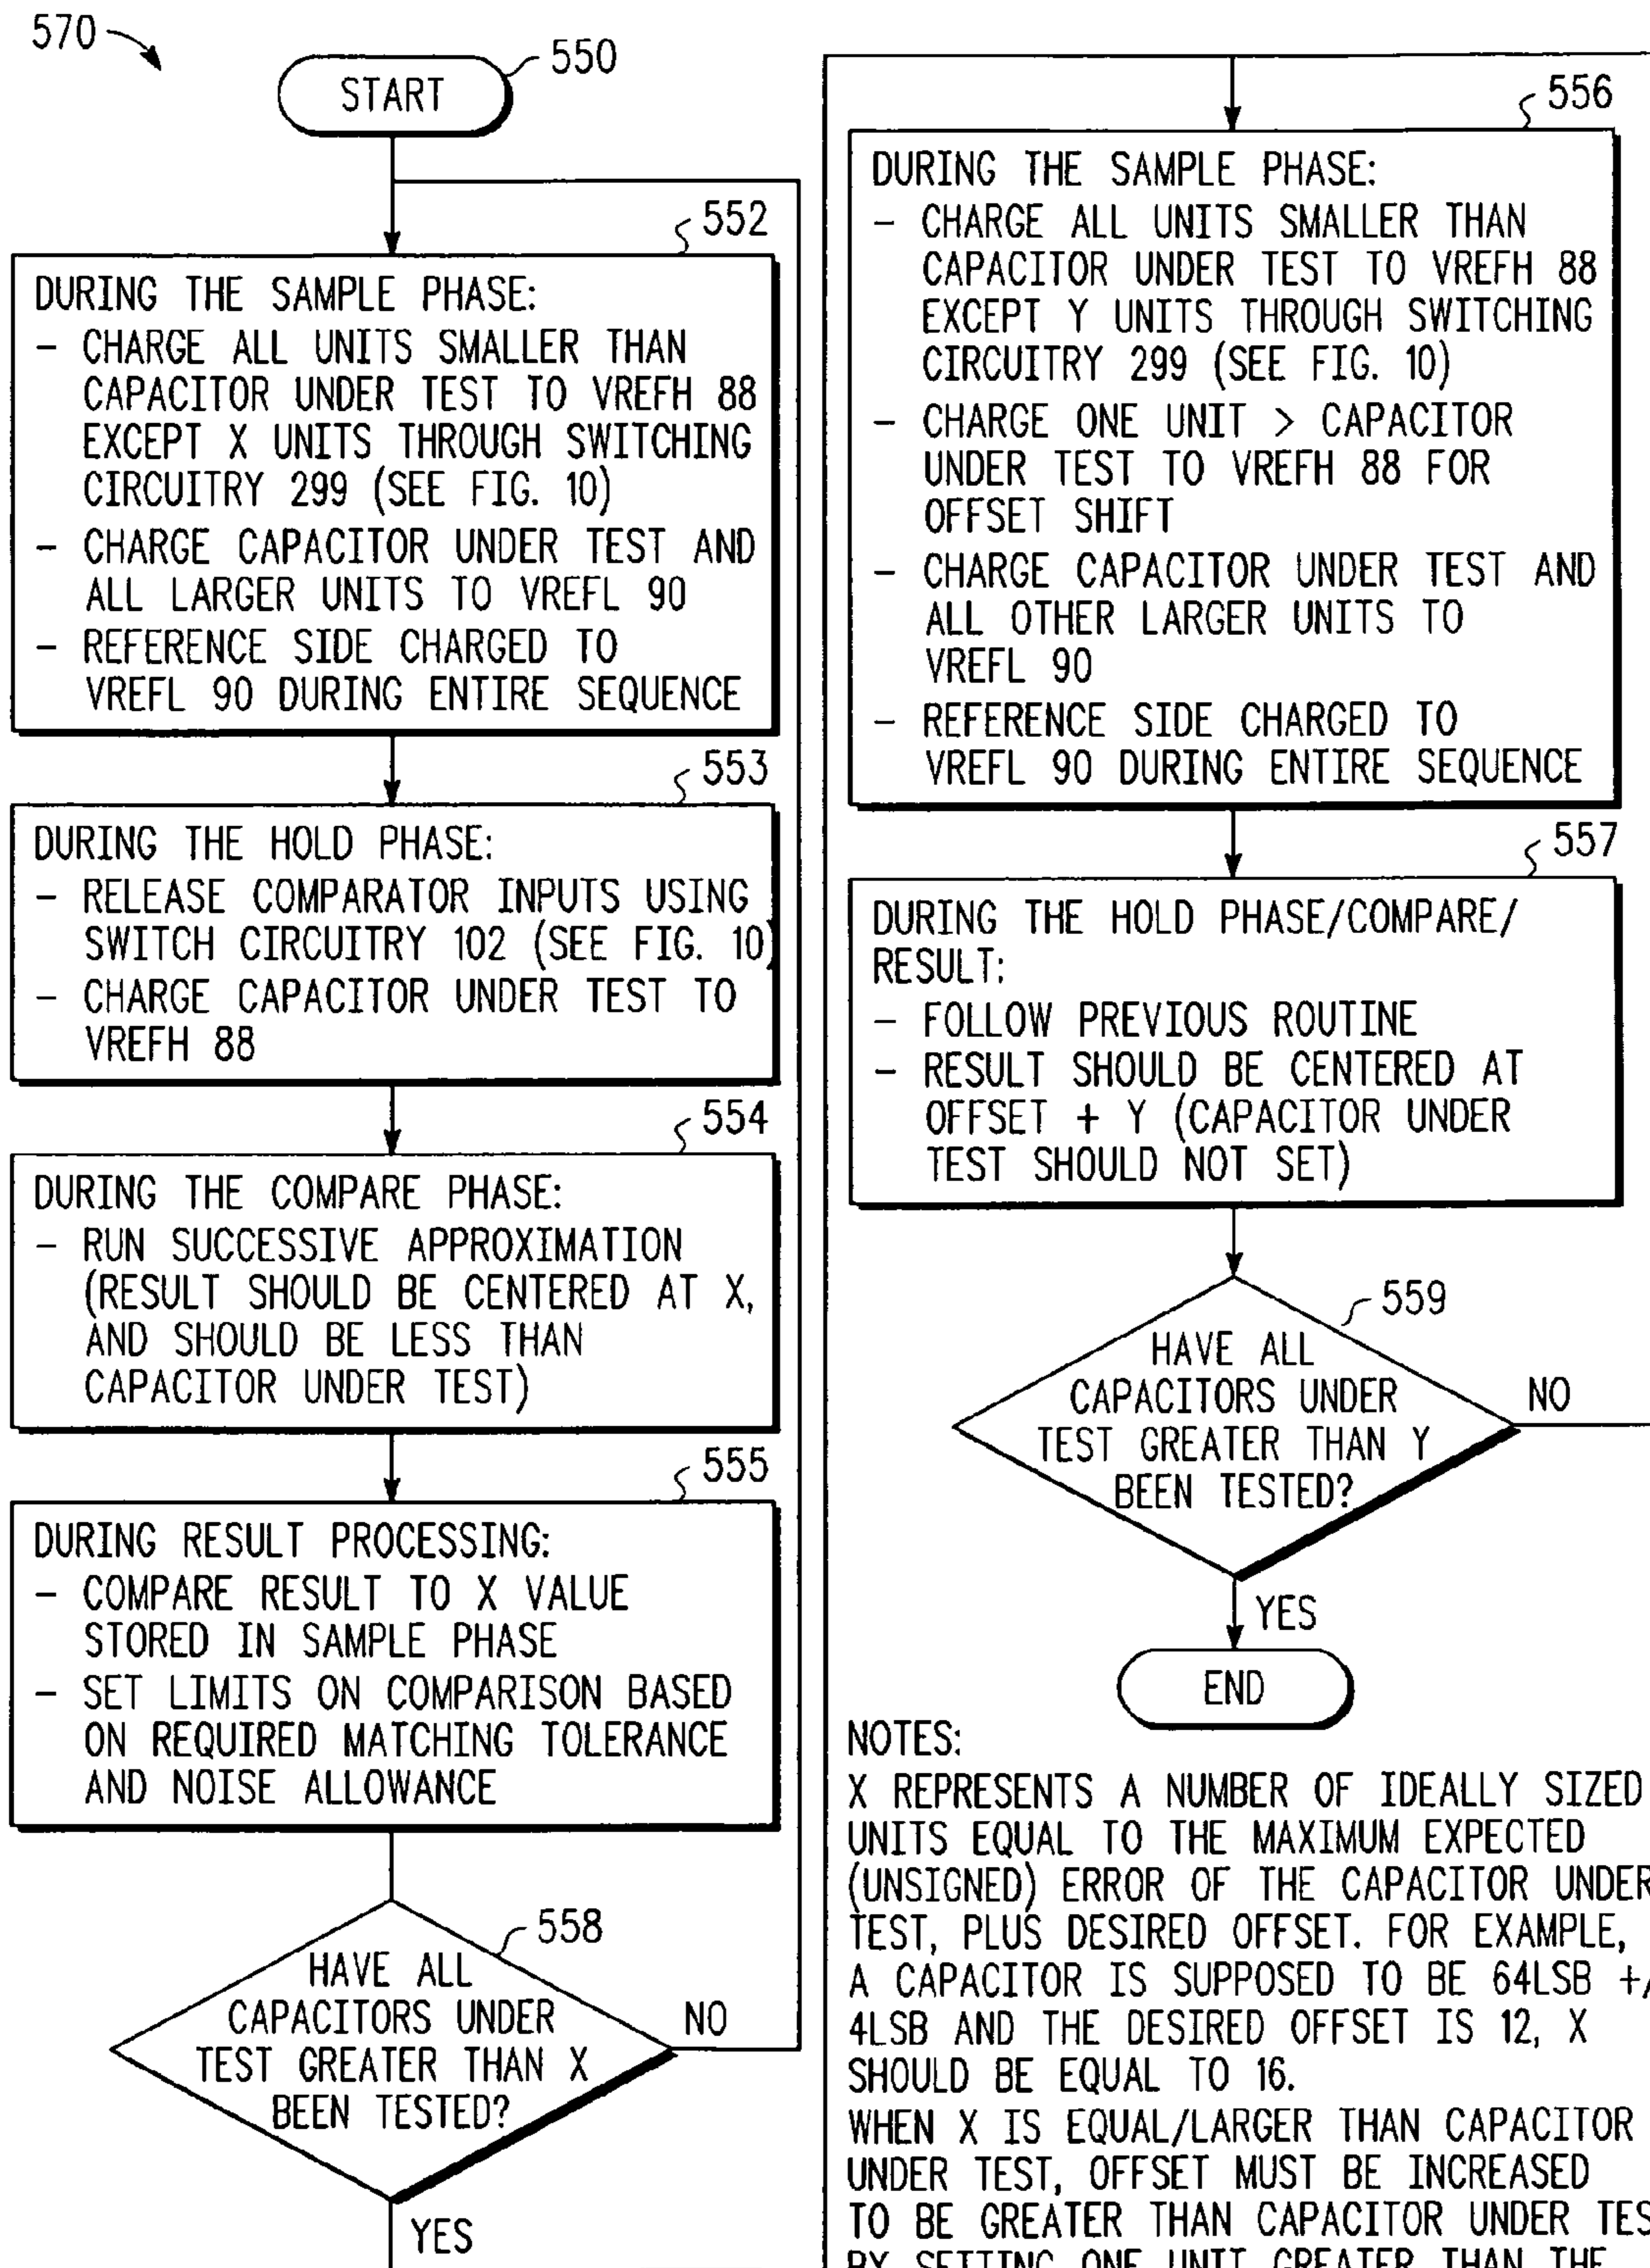 570
START
550
552
DURING THE SAMPLE PHASE:
– CHARGE ALL UNITS SMALLER THAN
CAPACITOR UNDER TEST TO VREFH 88
EXCEPT X UNITS THROUGH SWITCHING
CIRCUITRY 299 (SEE FIG. 10)
– CHARGE CAPACITOR UNDER TEST AND
ALL LARGER UNITS TO VREFL 90
– REFERENCE SIDE CHARGED TO
VREFL 90 DURING ENTIRE SEQUENCE
553
DURING THE HOLD PHASE:
– RELEASE COMPARATOR INPUTS USING
SWITCH CIRCUITRY 102 (SEE FIG. 10)
– CHARGE CAPACITOR UNDER TEST TO
VREFH 88
554
DURING THE COMPARE PHASE:
– RUN SUCCESSIVE APPROXIMATION
(RESULT SHOULD BE CENTERED AT X,
AND SHOULD BE LESS THAN
CAPACITOR UNDER TEST)
555
DURING RESULT PROCESSING:
– COMPARE RESULT TO X VALUE
STORED IN SAMPLE PHASE
– SET LIMITS ON COMPARISON BASED
ON REQUIRED MATCHING TOLERANCE
AND NOISE ALLOWANCE
558
HAVE ALL
CAPACITORS UNDER
TEST GREATER THAN X
BEEN TESTED?
NO
YES
556
DURING THE SAMPLE PHASE:
– CHARGE ALL UNITS SMALLER THAN
CAPACITOR UNDER TEST TO VREFH 88
EXCEPT Y UNITS THROUGH SWITCHING
CIRCUITRY 299 (SEE FIG. 10)
– CHARGE ONE UNIT > CAPACITOR
UNDER TEST TO VREFH 88 FOR
OFFSET SHIFT
– CHARGE CAPACITOR UNDER TEST AND
ALL OTHER LARGER UNITS TO
VREFL 90
– REFERENCE SIDE CHARGED TO
VREFL 90 DURING ENTIRE SEQUENCE
557
DURING THE HOLD PHASE/COMPARE/
RESULT:
– FOLLOW PREVIOUS ROUTINE
– RESULT SHOULD BE CENTERED AT
OFFSET + Y (CAPACITOR UNDER
TEST SHOULD NOT SET)
559
HAVE ALL
CAPACITORS UNDER
TEST GREATER THAN Y
BEEN TESTED?
NO
YES
END
NOTES:
X REPRESENTS A NUMBER OF IDEALLY SIZED
UNITS EQUAL TO THE MAXIMUM EXPECTED
(UNSIGNED) ERROR OF THE CAPACITOR UNDER
TEST, PLUS DESIRED OFFSET. FOR EXAMPLE,
A CAPACITOR IS SUPPOSED TO BE 64LSB +/
4LSB AND THE DESIRED OFFSET IS 12, X
SHOULD BE EQUAL TO 16.
WHEN X IS EQUAL/LARGER THAN CAPACITOR
UNDER TEST, OFFSET MUST BE INCREASED
TO BE GREATER THAN CAPACITOR UNDER TES
BY SETTING ONE UNIT GREATER THAN THE